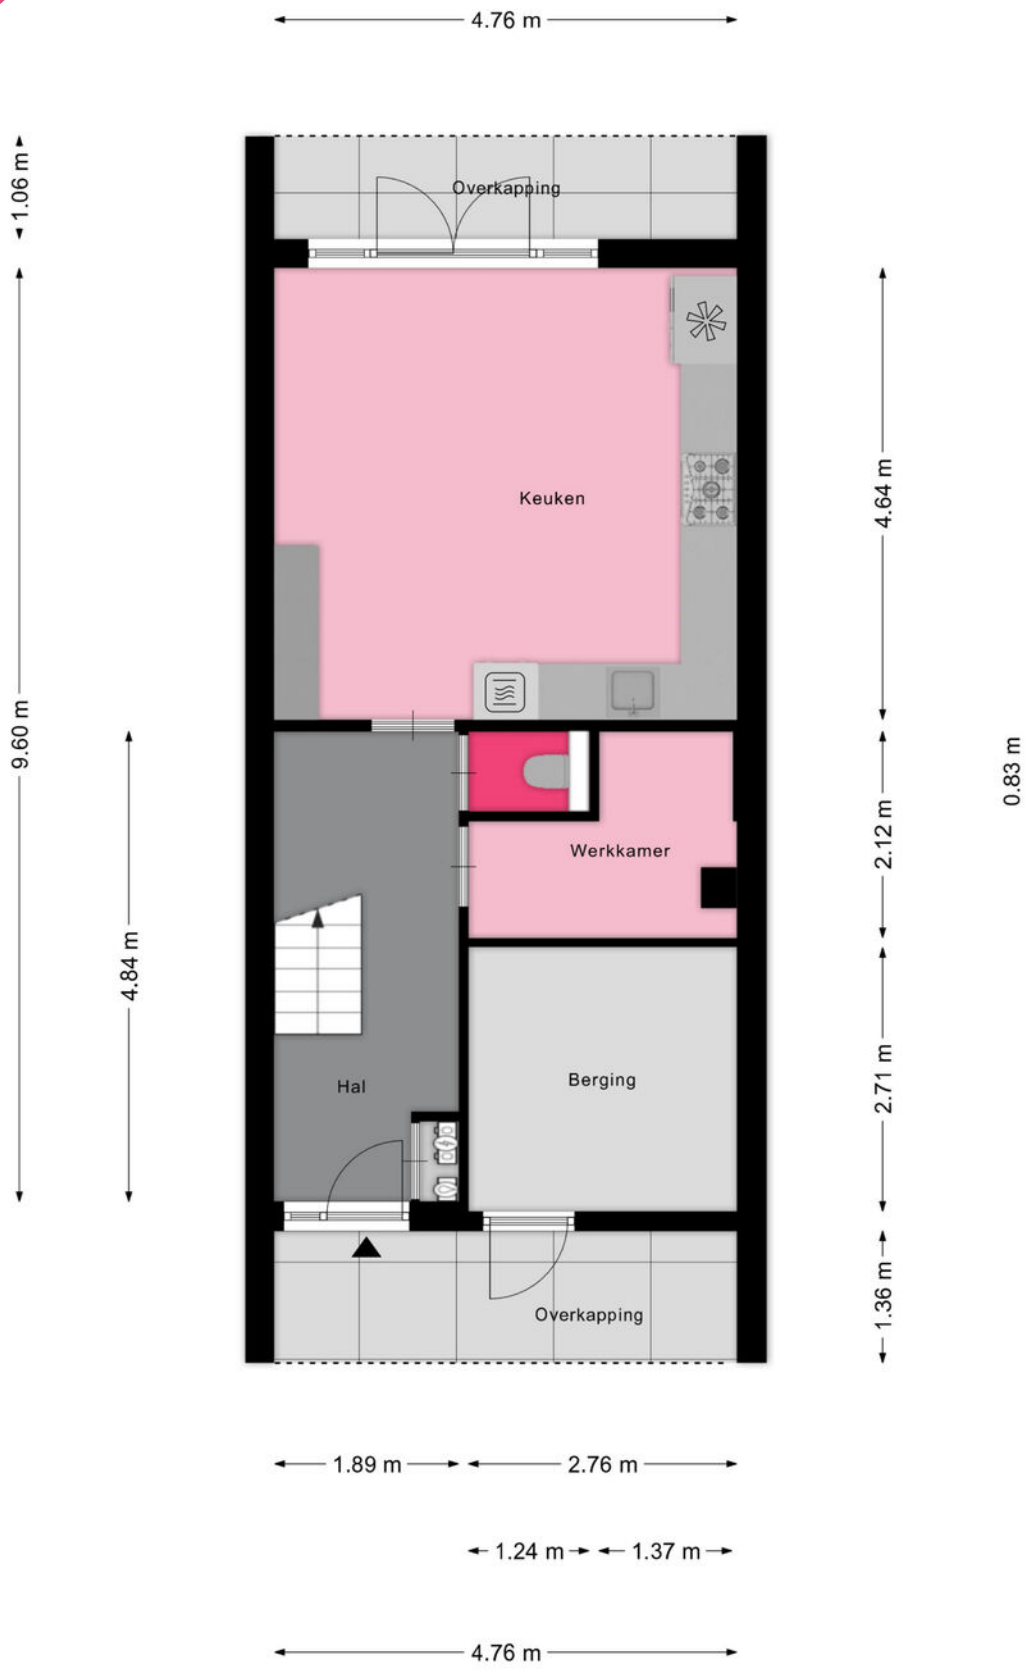 4.76 m
1.06 m
Overkapping
Keuken
4.64 m
9.60 m
0.83 m
2.12 m
Werkkamer
4.84 m
2.71 m
Berging
Hal
1.36 m
Overkapping
1.89 m
2.76 m
1.24 m
1.37 m
4.76 m